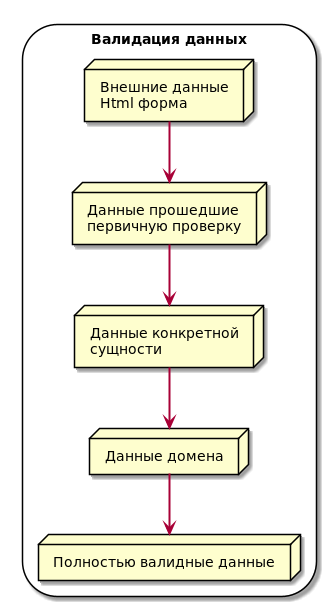 Валидация данных
Внешние данные
Html форма
Данные прошедшие
первичную проверку
Данные конкретной
сущности
Данные домена
Полностью валидные данные